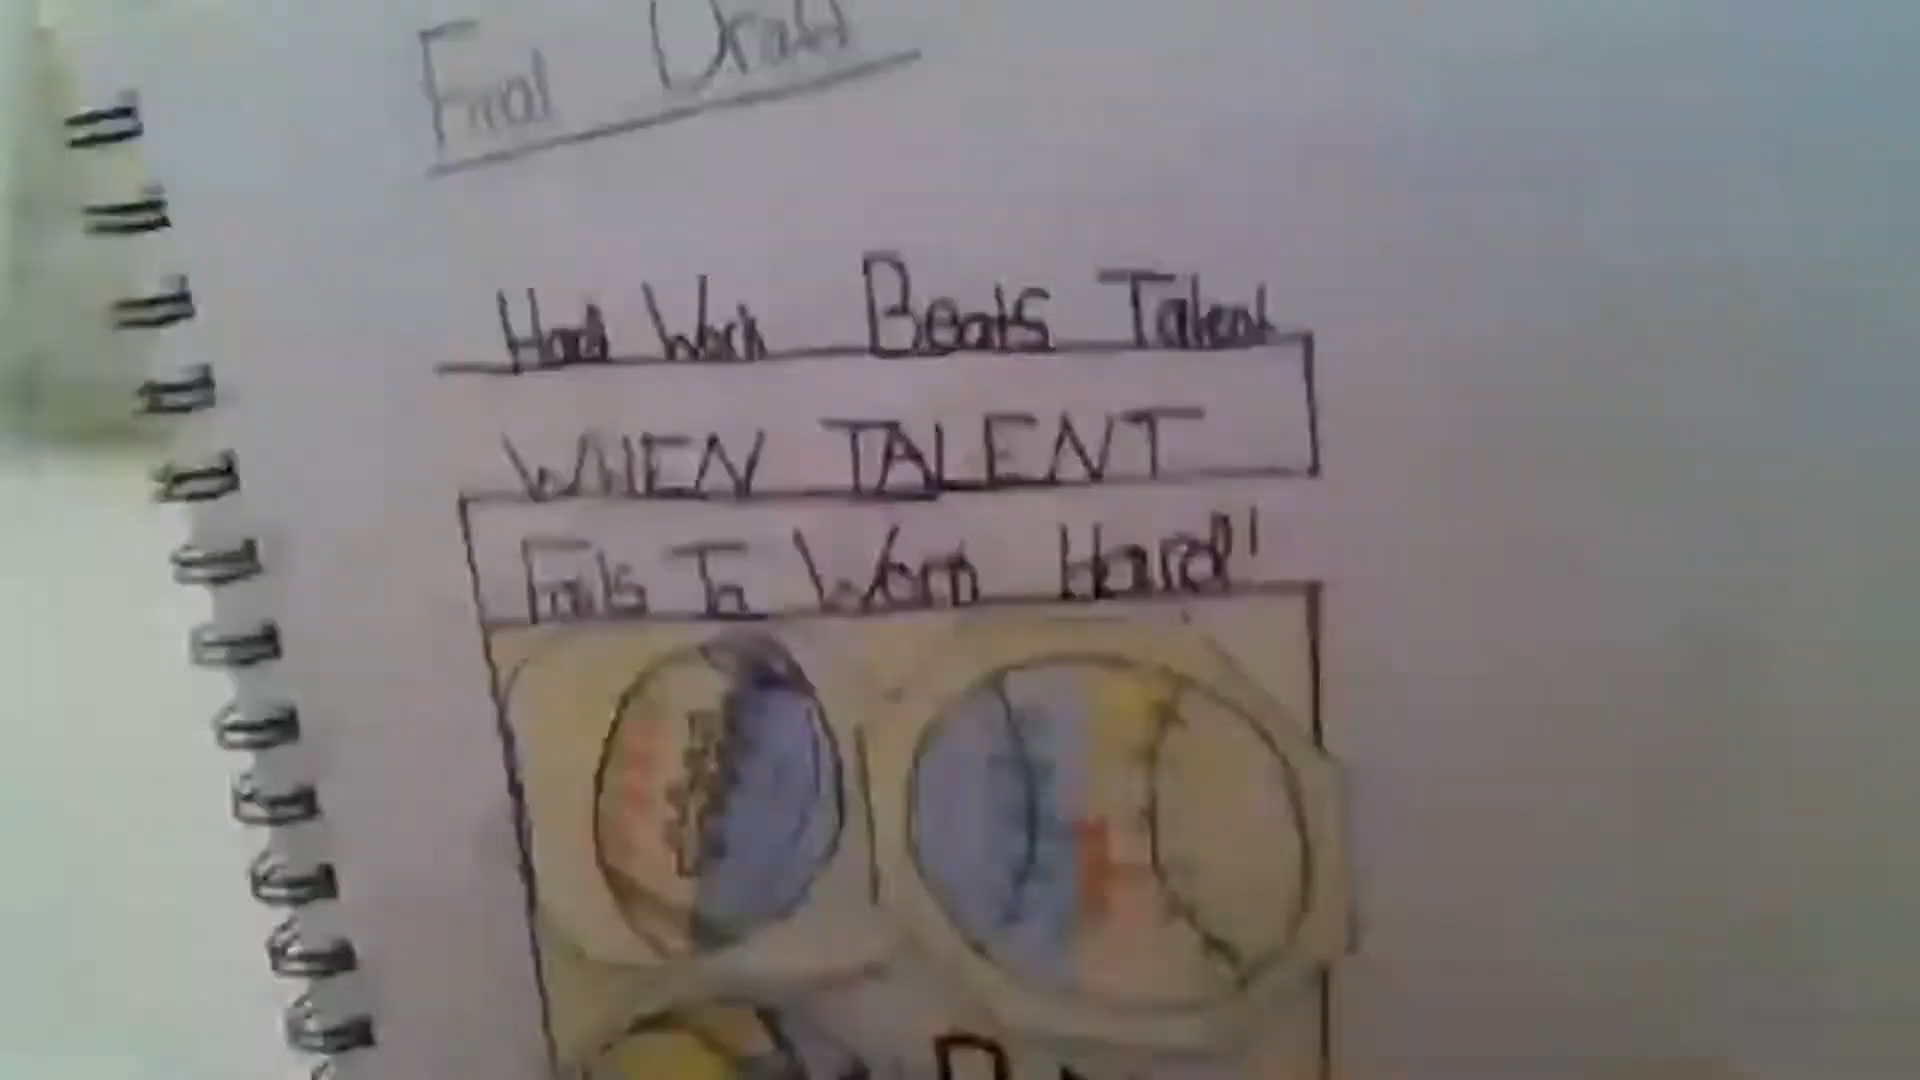 Final Draft
Hard Work Beats Talent
WHEN TALENT
Fails To Work Hard!